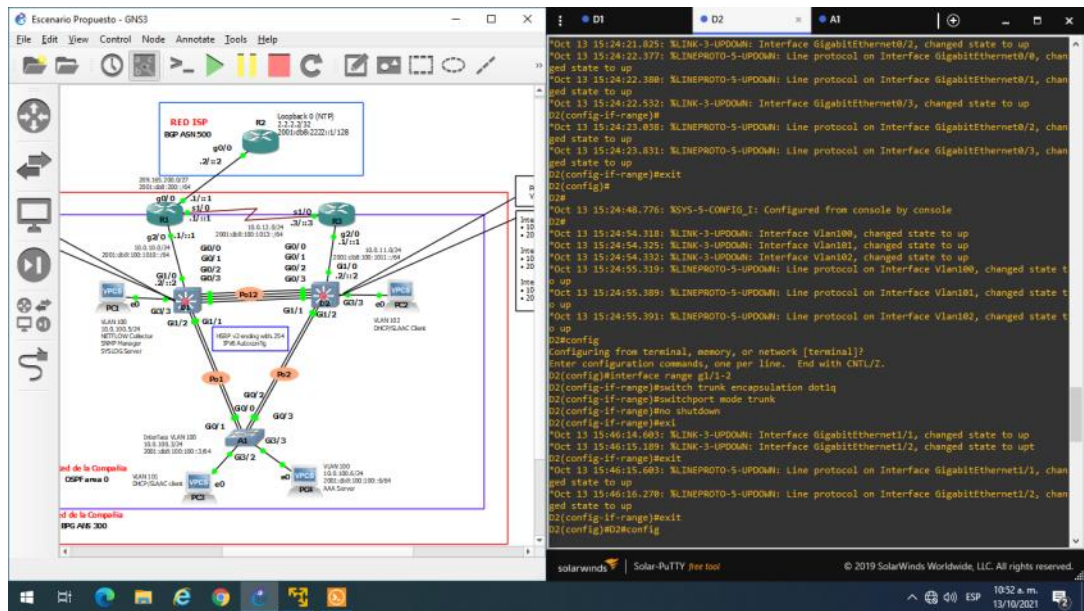 Escenario Propuesto - GNS3
File Edit View Control Node Annotate Tools Help
RED ISP
BGP ASN 500
R2
Loopback 0 (NTP)
2.2.2.2/32
2001:db8:2222::1/128
g0/0
.2/::2
209.165.200.0/27
2001:db8:200::/64
g0/0
.1/::1
s1/0
R1
.1/::1
s1/0
.3/::3
R3
10.0.13.0/24
2001:db8:100:1013::/64
g2/0
.1/::1
g2/0
.1/::1
10.0.10.0/24
2001:db8:100:1010::/64
10.0.11.0/24
2001:db8:100:1011::/64
G0/0
G0/1
G0/2
G0/3
G0/0
G0/1
G0/2
G0/3
G1/0
.2/::2
G1/0
.2/::2
Po12
VPCS
PC1
e0
G3/3
D1
D2
G3/3
e0
VPCS
PC2
G1/2
G1/1
G1/1
G1/2
VLAN 100
10.0.100.5/24
NETFLOW Collector
SNMP Manager
SYSLOG Server
HSRP v2 ending with .254
IPv6 Autoconfig
VLAN 102
DHCP/SLAAC Client
Po1
Po2
G0/2
G0/0
G0/1
G0/3
A1
G3/3
G3/2
Interface VLAN 100
10.0.100.3/24
2001:db8:100:100::3/64
ed de la Compañia
OSPF area 0
VLAN 101
DHCP/SLAAC client
VPCS
e0
PC3
e0
VPCS
PC4
VLAN 100
10.0.100.6/24
2001:db8:100:100::6/64
AAA Server
d de la Compañia
BPG ANS 300
P
V
Inte
• 10
• 20
Inte
• 10
• 20
Inte
• 10
• 20
D1
D2
A1
*Oct 13 15:24:21.825: %LINK-3-UPDOWN: Interface GigabitEthernet0/2, changed state to up
*Oct 13 15:24:22.377: %LINEPROTO-5-UPDOWN: Line protocol on Interface GigabitEthernet0/0, chan
ged state to up
*Oct 13 15:24:22.380: %LINEPROTO-5-UPDOWN: Line protocol on Interface GigabitEthernet0/1, chan
ged state to up
*Oct 13 15:24:22.532: %LINK-3-UPDOWN: Interface GigabitEthernet0/3, changed state to up
D2(config-if-range)#
*Oct 13 15:24:23.038: %LINEPROTO-5-UPDOWN: Line protocol on Interface GigabitEthernet0/2, chan
ged state to up
*Oct 13 15:24:23.831: %LINEPROTO-5-UPDOWN: Line protocol on Interface GigabitEthernet0/3, chan
ged state to up
D2(config-if-range)#exit
D2(config)#
D2#
*Oct 13 15:24:48.776: %SYS-5-CONFIG_I: Configured from console by console
D2#
*Oct 13 15:24:54.318: %LINK-3-UPDOWN: Interface Vlan100, changed state to up
*Oct 13 15:24:54.325: %LINK-3-UPDOWN: Interface Vlan101, changed state to up
*Oct 13 15:24:54.332: %LINK-3-UPDOWN: Interface Vlan102, changed state to up
*Oct 13 15:24:55.319: %LINEPROTO-5-UPDOWN: Line protocol on Interface Vlan100, changed state t
o up
*Oct 13 15:24:55.389: %LINEPROTO-5-UPDOWN: Line protocol on Interface Vlan101, changed state t
o up
*Oct 13 15:24:55.391: %LINEPROTO-5-UPDOWN: Line protocol on Interface Vlan102, changed state t
o up
D2#config
Configuring from terminal, memory, or network [terminal]?
Enter configuration commands, one per line. End with CNTL/Z.
D2(config)#interface range g1/1-2
D2(config-if-range)#switch trunk encapsulation dot1q
D2(config-if-range)#switchport mode trunk
D2(config-if-range)#no shutdown
D2(config-if-range)#exi
*Oct 13 15:46:14.603: %LINK-3-UPDOWN: Interface GigabitEthernet1/1, changed state to up
*Oct 13 15:46:15.189: %LINK-3-UPDOWN: Interface GigabitEthernet1/2, changed state to upt
D2(config-if-range)#exit
*Oct 13 15:46:15.603: %LINEPROTO-5-UPDOWN: Line protocol on Interface GigabitEthernet1/1, chan
ged state to up
*Oct 13 15:46:16.270: %LINEPROTO-5-UPDOWN: Line protocol on Interface GigabitEthernet1/2, chan
ged state to up
D2(config-if-range)#exit
D2(config)#D2#config
solarwinds Solar-PuTTY free tool © 2019 SolarWinds Worldwide, LLC. All rights reserved.
ESP
10:52 a. m.
13/10/2021